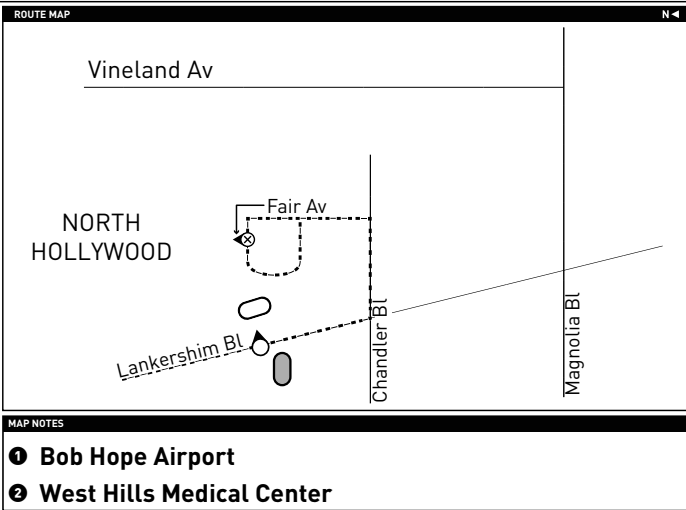 ROUTE MAP
N◄
Vineland Av
Fair Av
NORTH
HOLLYWOOD
Lankershim Bl
Chandler Bl
Magnolia Bl
MAP NOTES
❶ Bob Hope Airport
❷ West Hills Medical Center